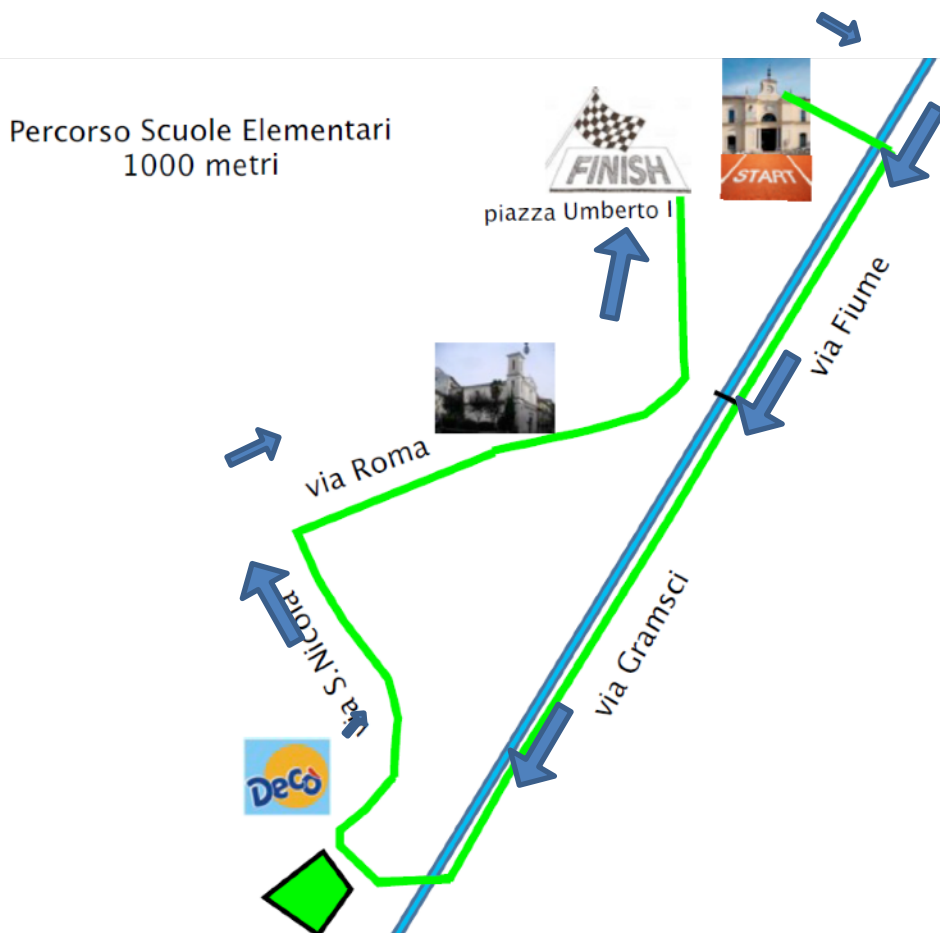 Percorso Scuole Elementari
1000 metri
FINISH
START
piazza Umberto I
via Fiume
via Roma
via Gramsci
via S.Nicola
Decò